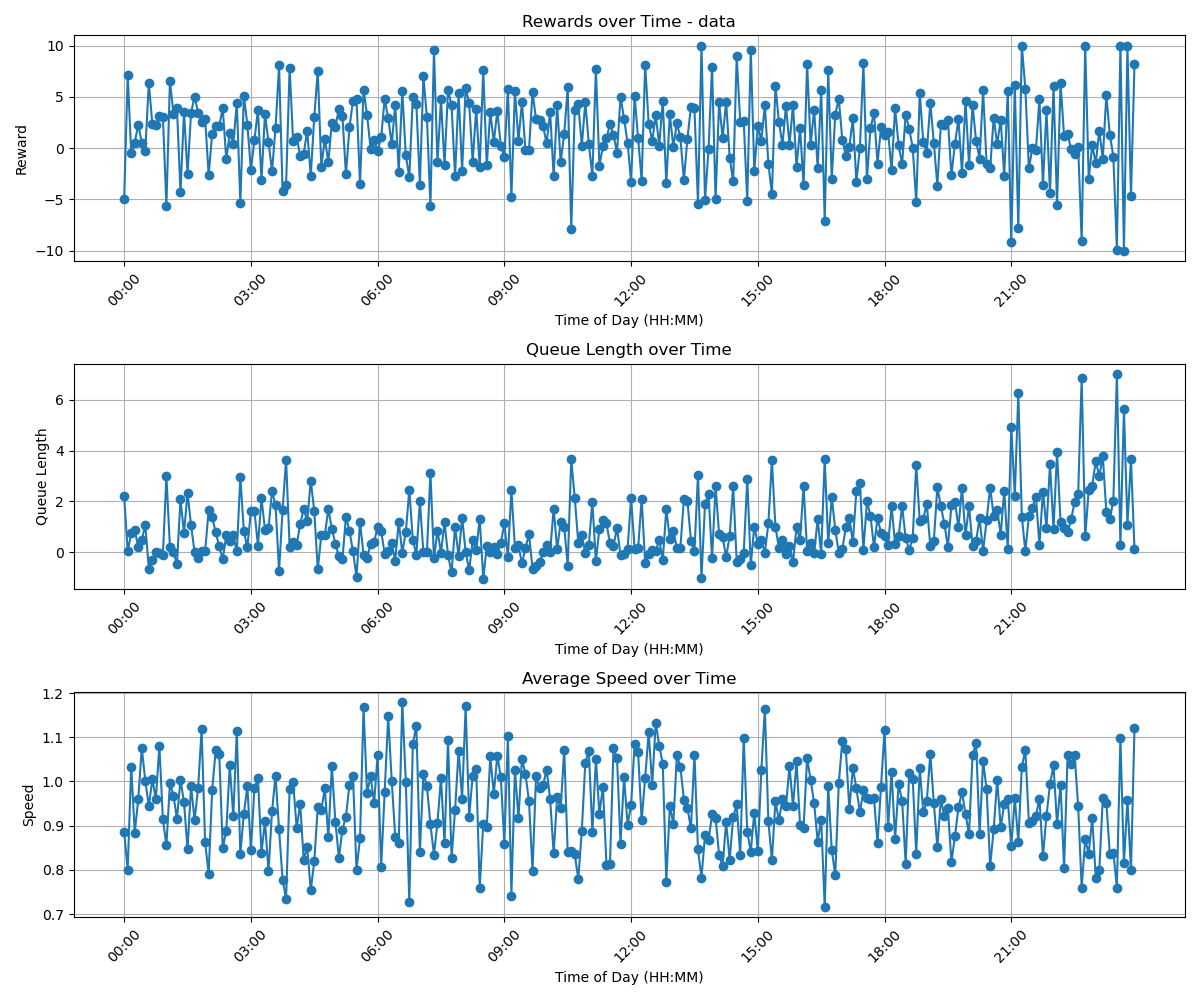 Rewards over Time - data
10
5
0
−5
−10
Reward
00:00 03:00 06:00 09:00 12:00 15:00 18:00 21:00
Time of Day (HH:MM)
Queue Length over Time
6
4
2
0
Queue Length
00:00 03:00 06:00 09:00 12:00 15:00 18:00 21:00
Time of Day (HH:MM)
Average Speed over Time
1.2
1.1
1.0
0.9
0.8
0.7
Speed
00:00 03:00 06:00 09:00 12:00 15:00 18:00 21:00
Time of Day (HH:MM)